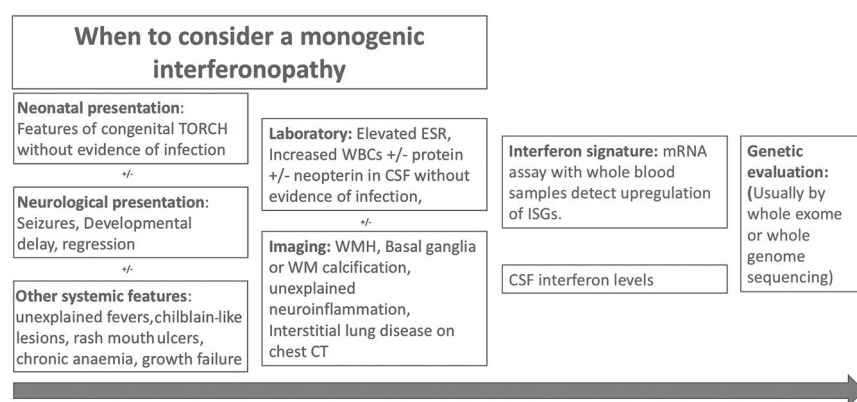 When to consider a monogenic
interferonopathy
Neonatal presentation:
Features of congenital TORCH
without evidence of infection
+/-
Neurological presentation:
Seizures, Developmental
delay, regression
+/-
Other systemic features:
unexplained fevers,chilblain-like
lesions, rash mouth ulcers,
chronic anaemia, growth failure
Laboratory: Elevated ESR,
Increased WBCs +/- protein
+/- neopterin in CSF without
evidence of infection,
+/-
Imaging: WMH, Basal ganglia
or WM calcification,
unexplained
neuroinflammation,
Interstitial lung disease on
chest CT
Interferon signature: mRNA
assay with whole blood
samples detect upregulation
of ISGs.
CSF interferon levels
Genetic
evaluation:
(Usually by
whole exome
or whole
genome
sequencing)